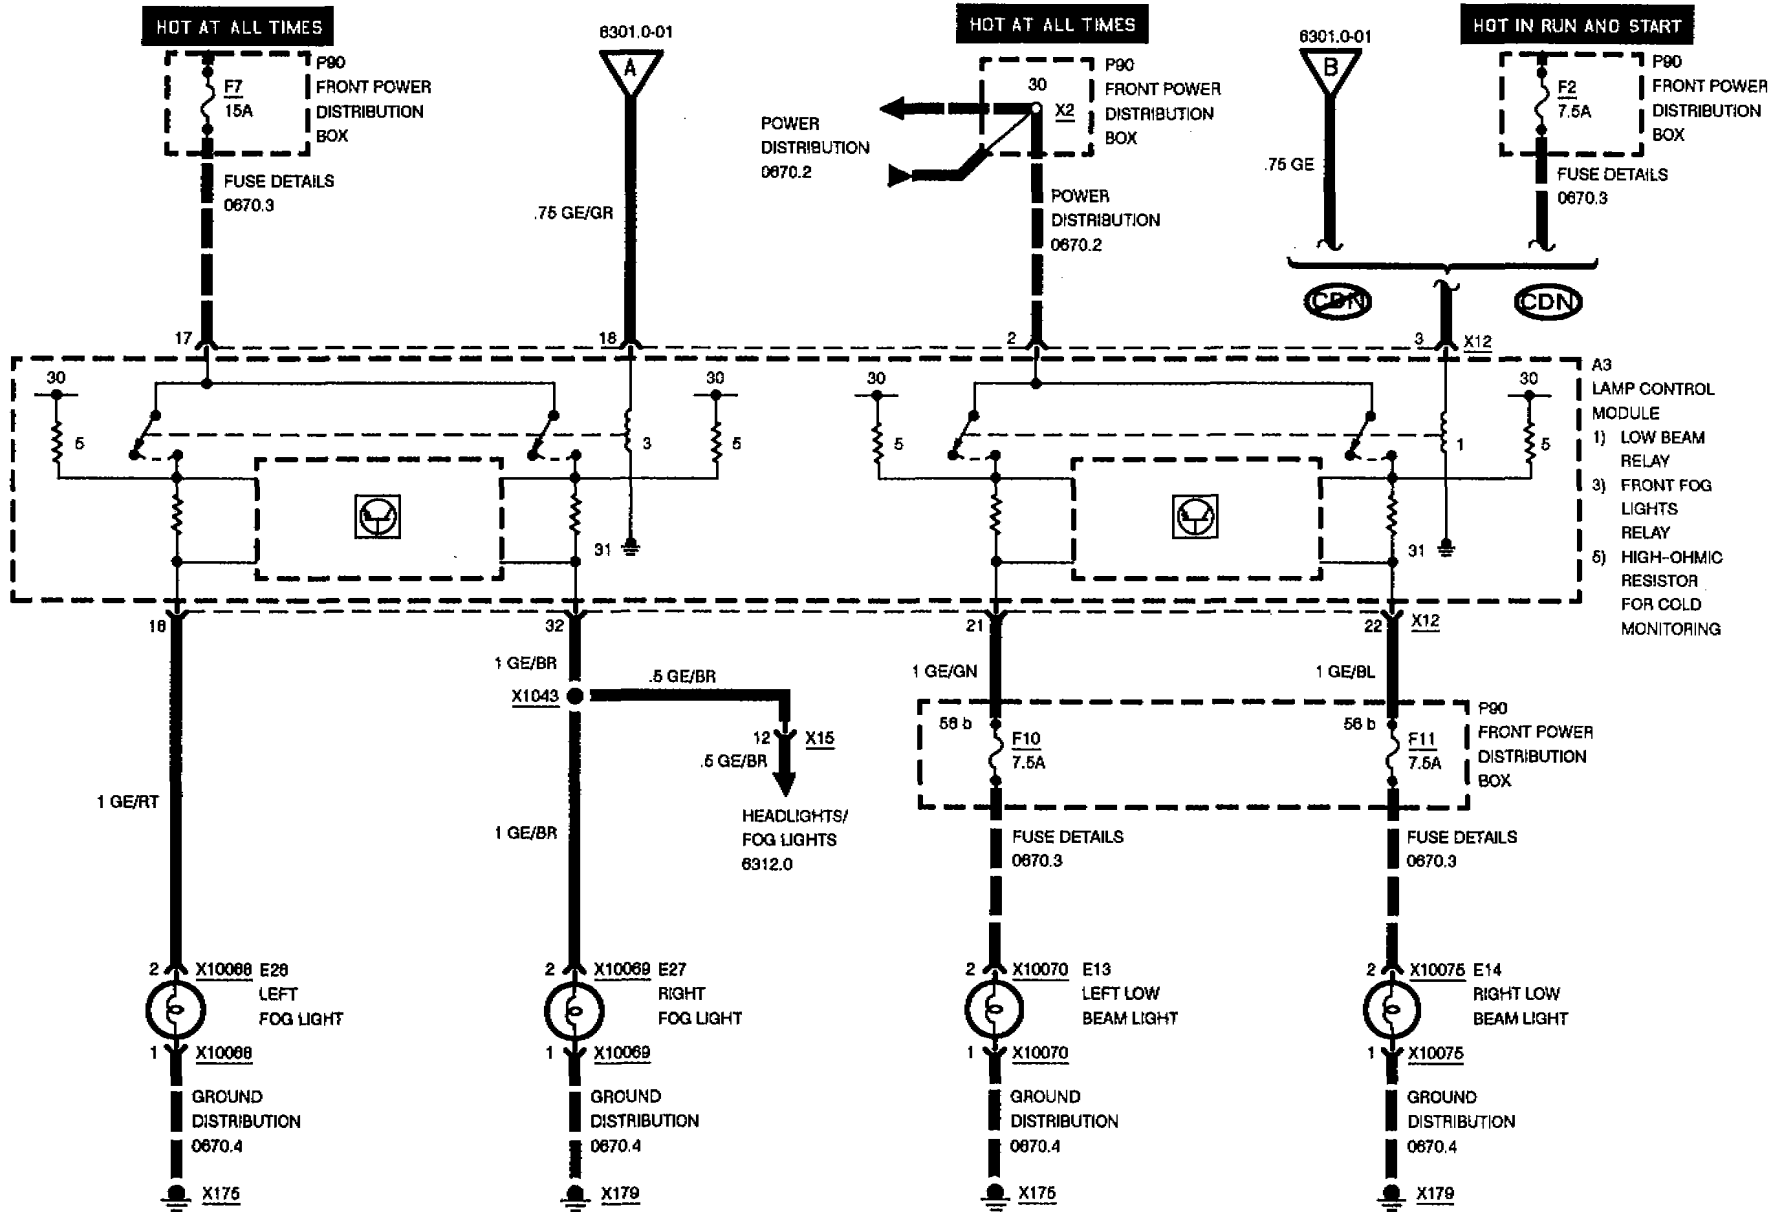 HOT AT ALL TIMES
6301.0-01
HOT AT ALL TIMES
6301.0-01
HOT IN RUN AND START
F7
15A
P90
FRONT POWER
DISTRIBUTION
BOX
A
30
X2
P90
FRONT POWER
DISTRIBUTION
BOX
B
F2
7.5A
P90
FRONT POWER
DISTRIBUTION
BOX
FUSE DETAILS
0670.3
.75 GE/GR
POWER
DISTRIBUTION
0670.2
POWER
DISTRIBUTION
0670.2
.75 GE
FUSE DETAILS
0670.3
CDN
CDN
17
18
2
3
X12
30
5
3
30
5
30
5
1
30
5
31
31
A3
LAMP CONTROL
MODULE
1) LOW BEAM
RELAY
3) FRONT FOG
LIGHTS
RELAY
5) HIGH-OHMIC
RESISTOR
FOR COLD
MONITORING
16
32
21
22
X12
1 GE/BR
.5 GE/BR
1 GE/GN
1 GE/BL
X1043
12
X15
.5 GE/BR
HEADLIGHTS/
FOG LIGHTS
6312.0
56 b
F10
7.5A
56 b
F11
7.5A
P90
FRONT POWER
DISTRIBUTION
BOX
1 GE/RT
1 GE/BR
FUSE DETAILS
0670.3
FUSE DETAILS
0670.3
2
X10068
E26
LEFT
FOG LIGHT
1
X10068
2
X10069
E27
RIGHT
FOG LIGHT
1
X10069
2
X10070
E13
LEFT LOW
BEAM LIGHT
1
X10070
2
X10075
E14
RIGHT LOW
BEAM LIGHT
1
X10075
GROUND
DISTRIBUTION
0670.4
GROUND
DISTRIBUTION
0670.4
GROUND
DISTRIBUTION
0670.4
GROUND
DISTRIBUTION
0670.4
X175
X179
X175
X179